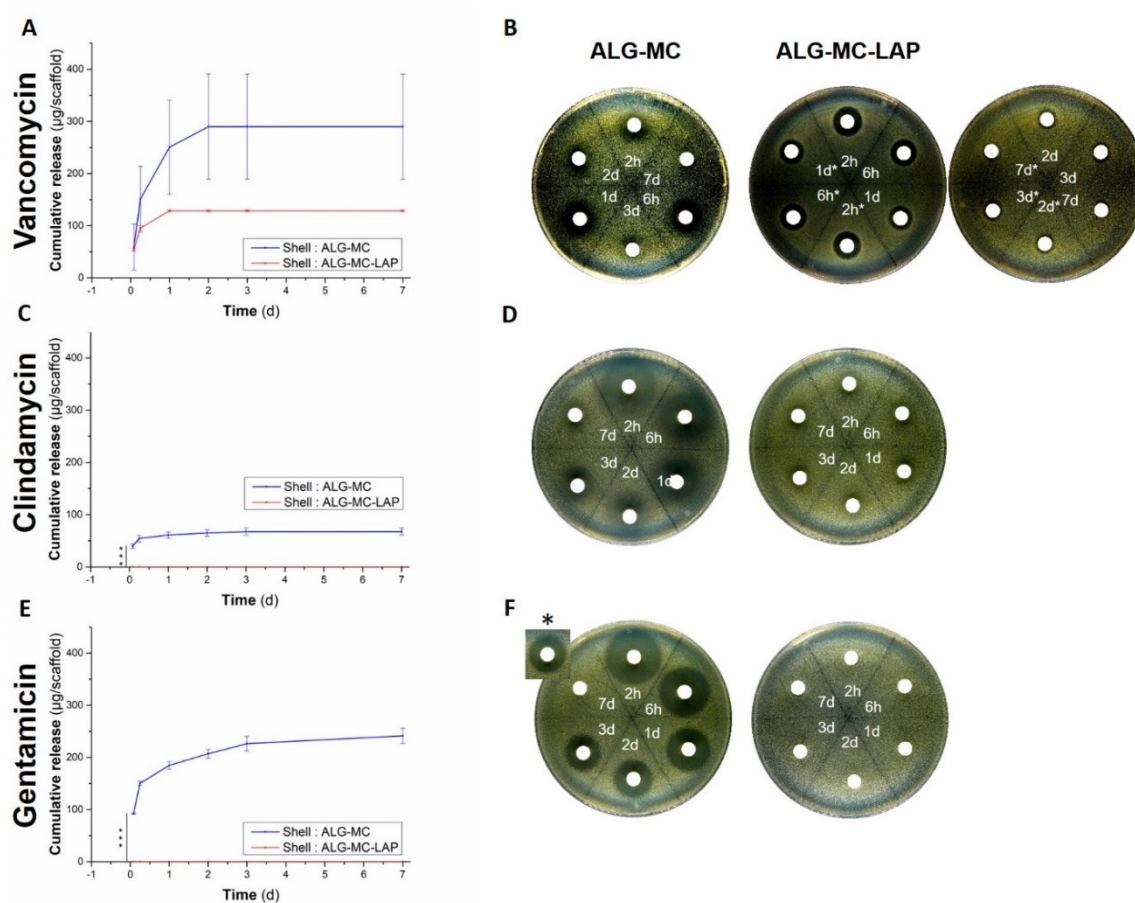 A
Vancomycin
Cumulative release (µg/scaffold)
400
300
200
100
0
Shell : ALG-MC
Shell : ALG-MC-LAP
-1 0 1 2 3 4 5 6 7
Time (d)
B
ALG-MC
ALG-MC-LAP
2h
2d 7d
1d 6h
3d
2h
1d* 6h
6h* 1d
2h*
2d
7d* 3d
3d* 7d
2d*
C
Clindamycin
Cumulative release (µg/scaffold)
400
300
200
100
0
Shell : ALG-MC
Shell : ALG-MC-LAP
***
-1 0 1 2 3 4 5 6 7
Time (d)
D
2h
7d 6h
3d 1d
2d
2h
7d 6h
3d 1d
2d
E
Gentamicin
Cumulative release (µg/scaffold)
400
300
200
100
0
Shell : ALG-MC
Shell : ALG-MC-LAP
***
-1 0 1 2 3 4 5 6 7
Time (d)
F
*
2h
7d 6h
3d 1d
2d
2h
7d 6h
3d 1d
2d